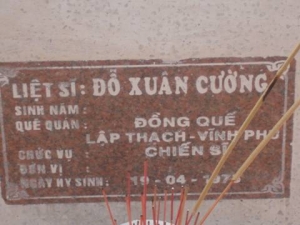 LIỆT SĨ: ĐỖ XUÂN CƯỜNG
SINH NĂM :
QUÊ QUÁN : ĐỒNG QUẾ
LẬP THẠCH-VĨNH PHÚ
CHỨC VỤ : CHIẾN SĨ
ĐƠN VỊ :
NGÀY HY SINH: 19-04-1975